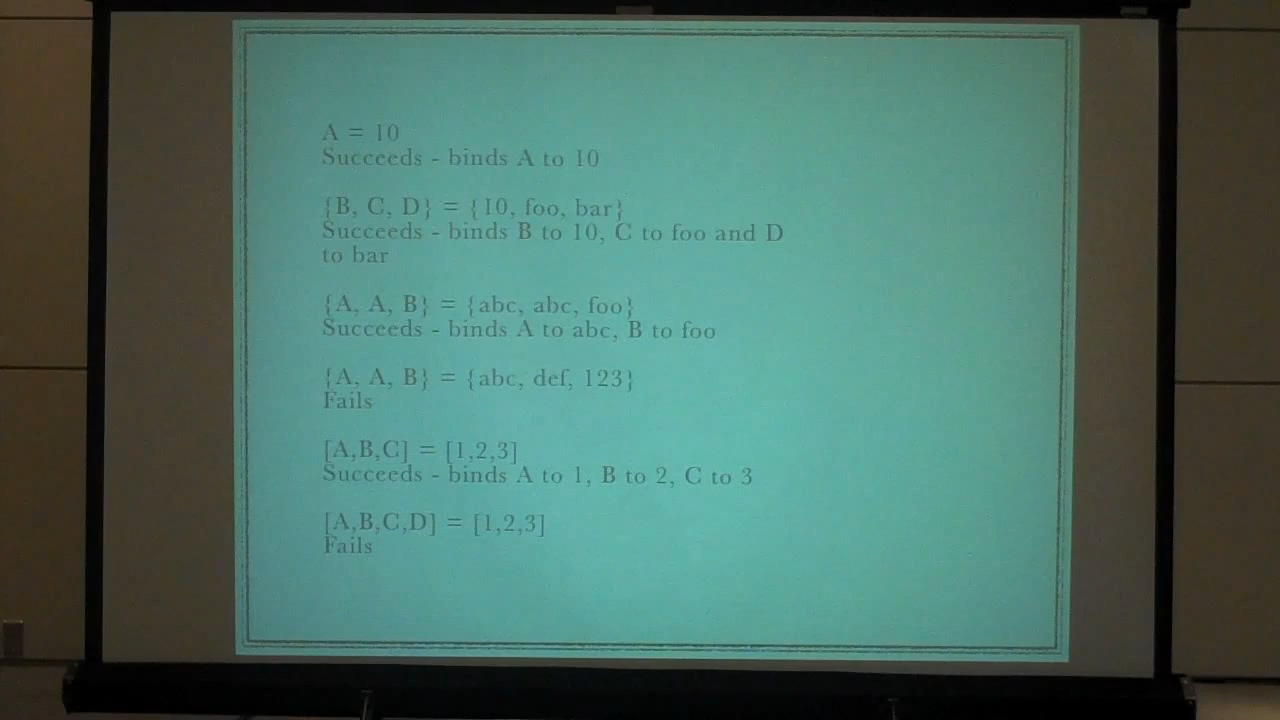 A = 10
Succeeds - binds A to 10
{B, C, D} = {10, foo, bar}
Succeeds - binds B to 10, C to foo and D
to bar
{A, A, B} = {abc, abc, foo}
Succeeds - binds A to abc, B to foo
{A, A, B} = {abc, def, 123}
Fails
[A,B,C] = [1,2,3]
Succeeds - binds A to 1, B to 2, C to 3
[A,B,C,D] = [1,2,3]
Fails